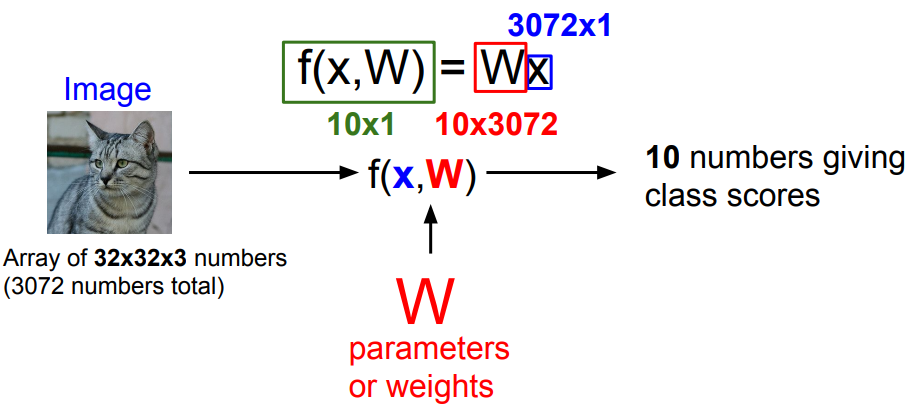 3072x1
f(x,W) = Wx
Image
10x1 10x3072
f(x,W)
10 numbers giving
class scores
Array of 32x32x3 numbers
(3072 numbers total)
W
parameters
or weights